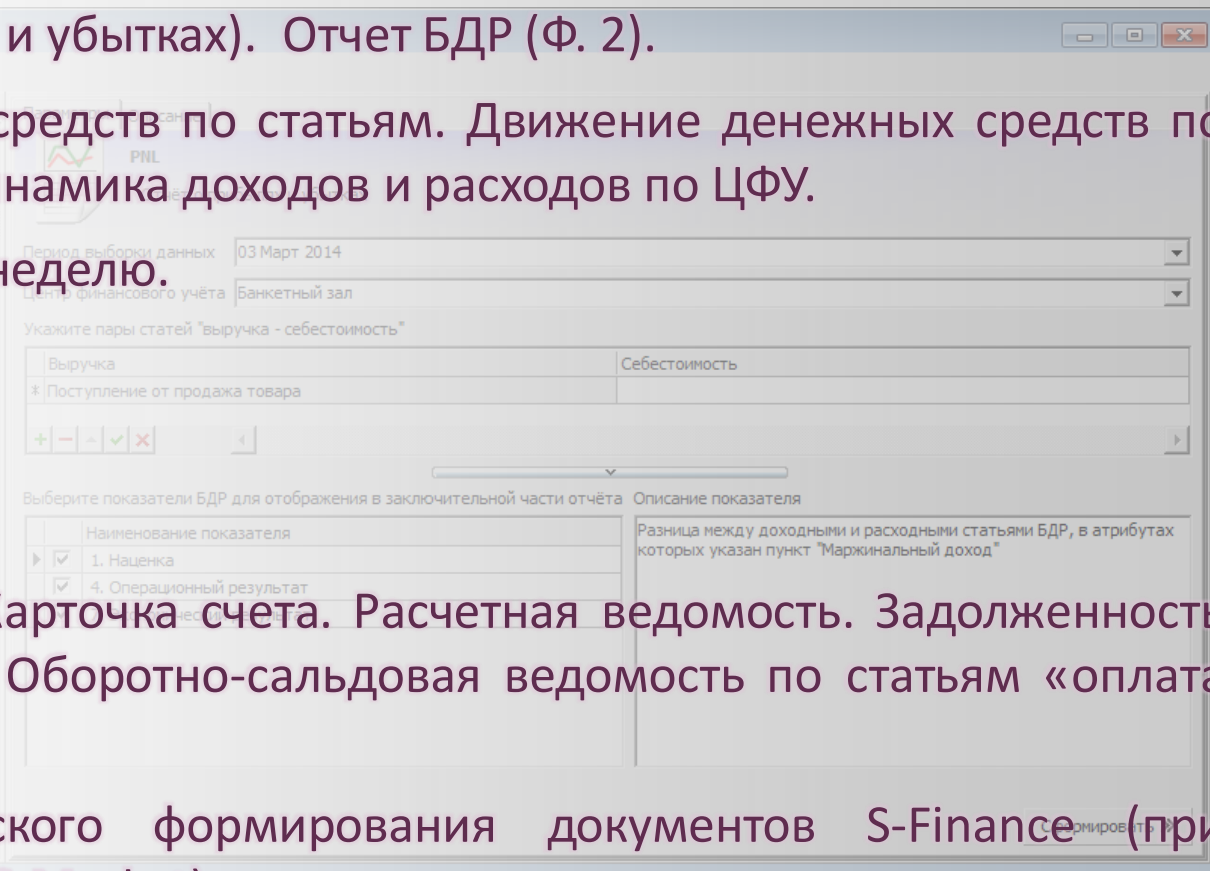 и убытках). Отчет БДР (Ф. 2).
средств по статьям. Движение денежных средств по
PNL
намика доходов и расходов по ЦФУ.
Период выборки данных 03 Март 2014
неделю.
Центр финансового учёта Банкетный зал
Укажите пары статей "выручка - себестоимость"
Выручка Себестоимость
* Поступление от продажа товара
Выберите показатели БДР для отображения в заключительной части отчёта Описание показателя
Наименование показателя
Разница между доходными и расходными статьями БДР, в атрибутах
которых указан пункт "Маржинальный доход"
1. Наценка
4. Операционный результат
Карточка счета. Расчетная ведомость. Задолженность
Оборотно-сальдовая ведомость по статьям «оплата
ского формирования документов S-Finance (при
Сформировать